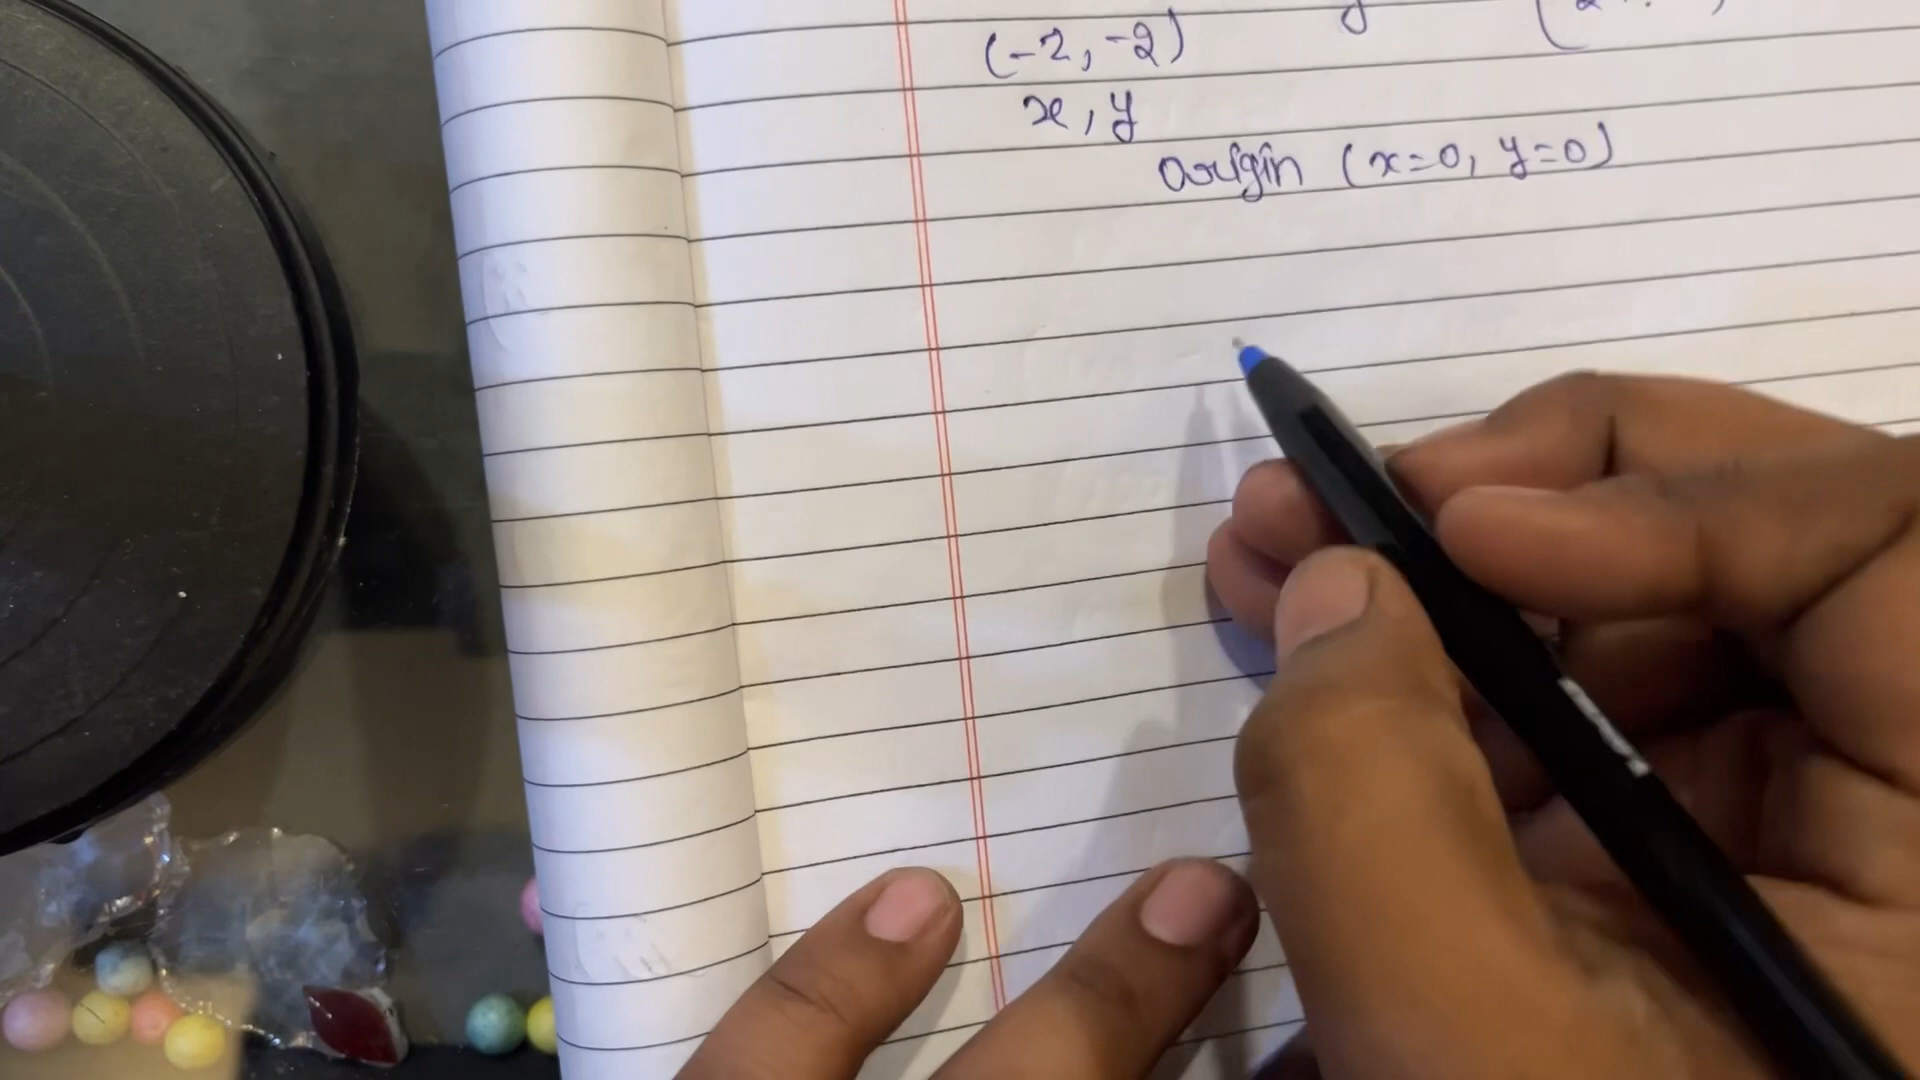 (-2, -2)
x, y
origin (x=0, y=0)